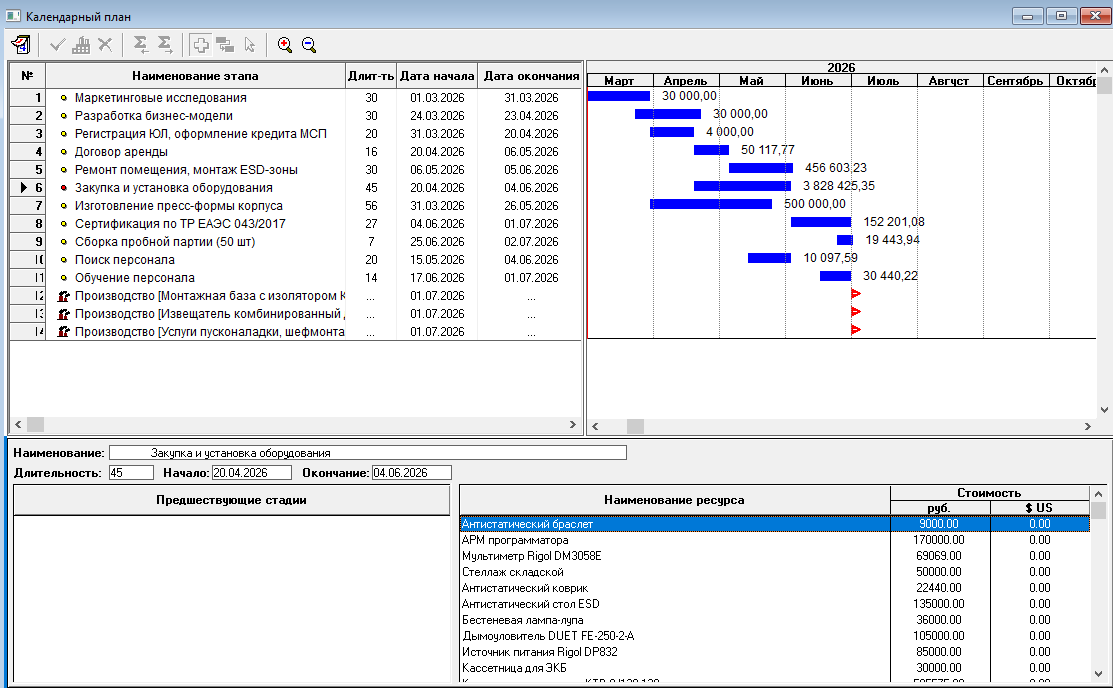 Календарный план
№ Наименование этапа Длит-ть Дата начала Дата окончания
2026
Март Апрель Май Июнь Июль Август Сентябрь Октябр
1 Маркетинговые исследования 30 01.03.2026 31.03.2026 30 000,00
2 Разработка бизнес-модели 30 24.03.2026 23.04.2026 30 000,00
3 Регистрация ЮЛ, оформление кредита МСП 20 31.03.2026 20.04.2026 4 000,00
4 Договор аренды 16 20.04.2026 06.05.2026 50 117,77
5 Ремонт помещения, монтаж ESD-зоны 30 06.05.2026 05.06.2026 456 603,23
6 Закупка и установка оборудования 45 20.04.2026 04.06.2026 3 828 425,35
7 Изготовление пресс-формы корпуса 56 31.03.2026 26.05.2026 500 000,00
8 Сертификация по ТР ЕАЭС 043/2017 27 04.06.2026 01.07.2026 152 201,08
9 Сборка пробной партии (50 шт) 7 25.06.2026 02.07.2026 19 443,94
10 Поиск персонала 20 15.05.2026 04.06.2026 10 097,59
11 Обучение персонала 14 17.06.2026 01.07.2026 30 440,22
12 Производство [Монтажная база с изолятором К ... 01.07.2026 ...
13 Производство [Извещатель комбинированный, ... 01.07.2026 ...
14 Производство [Услуги пусконаладки, шефмонта ... 01.07.2026 ...
Наименование: Закупка и установка оборудования
Длительность: 45 Начало: 20.04.2026 Окончание: 04.06.2026
Предшествующие стадии
Наименование ресурса Стоимость
руб. $ US
Антистатический браслет 9000.00 0.00
АРМ программатора 170000.00 0.00
Мультиметр Rigol DM3058E 69069.00 0.00
Стеллаж складской 50000.00 0.00
Антистатический коврик 22440.00 0.00
Антистатический стол ESD 135000.00 0.00
Бестеневая лампа-лупа 36000.00 0.00
Дымоуловитель DUET FE-250-2-А 105000.00 0.00
Источник питания Rigol DP832 85000.00 0.00
Кассетница для ЭКБ 30000.00 0.00